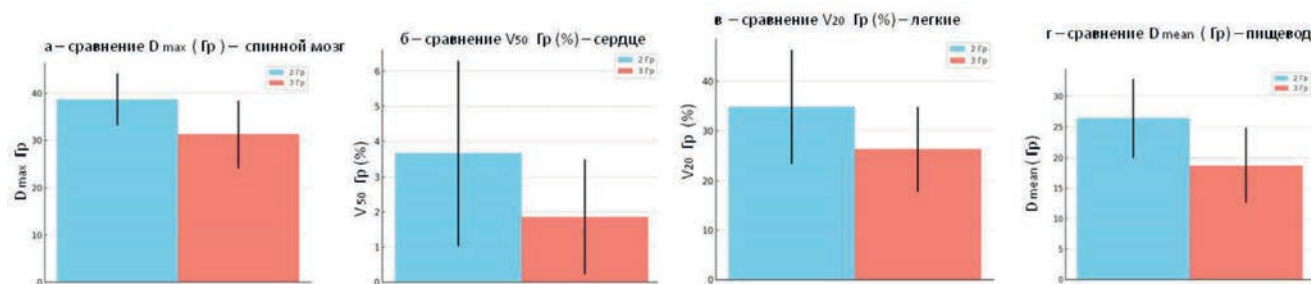 а – сравнение D max ( Гр ) – спинной мозг
2 Гр
3 Гр
D max Гр
40
30
20
10
0
б – сравнение V50 Гр (%) – сердце
2 Гр
3 Гр
V 50 Гр (%)
6
5
4
3
2
1
0
в – сравнение V20 Гр (%) – легкие
2 Гр
3 Гр
V20 Гр (%)
40
30
20
10
0
г – сравнение D mean ( Гр) – пищевод
2 Гр
3 Гр
D mean ( Гр)
30
25
20
15
10
5
0